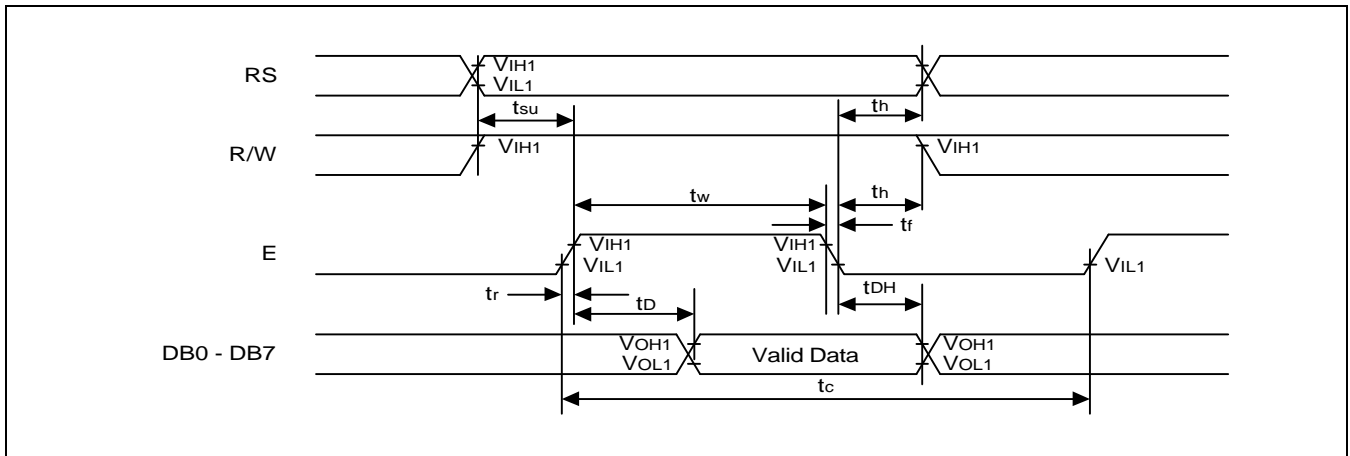 RS
VIH1
VIL1
tsu
th
R/W
VIH1
VIH1
tw
th
tf
E
VIH1
VIL1
VIH1
VIL1
VIL1
tr
tD
tDH
DB0 - DB7
VOH1
VOL1
Valid Data
VOH1
VOL1
tc